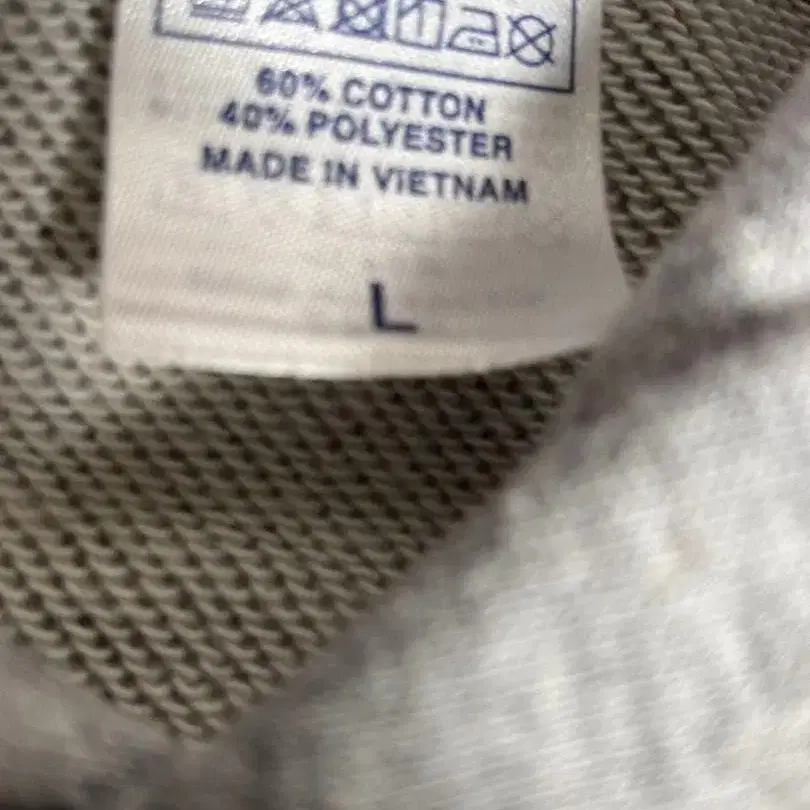 60% COTTON
40% POLYESTER
MADE IN VIETNAM
L